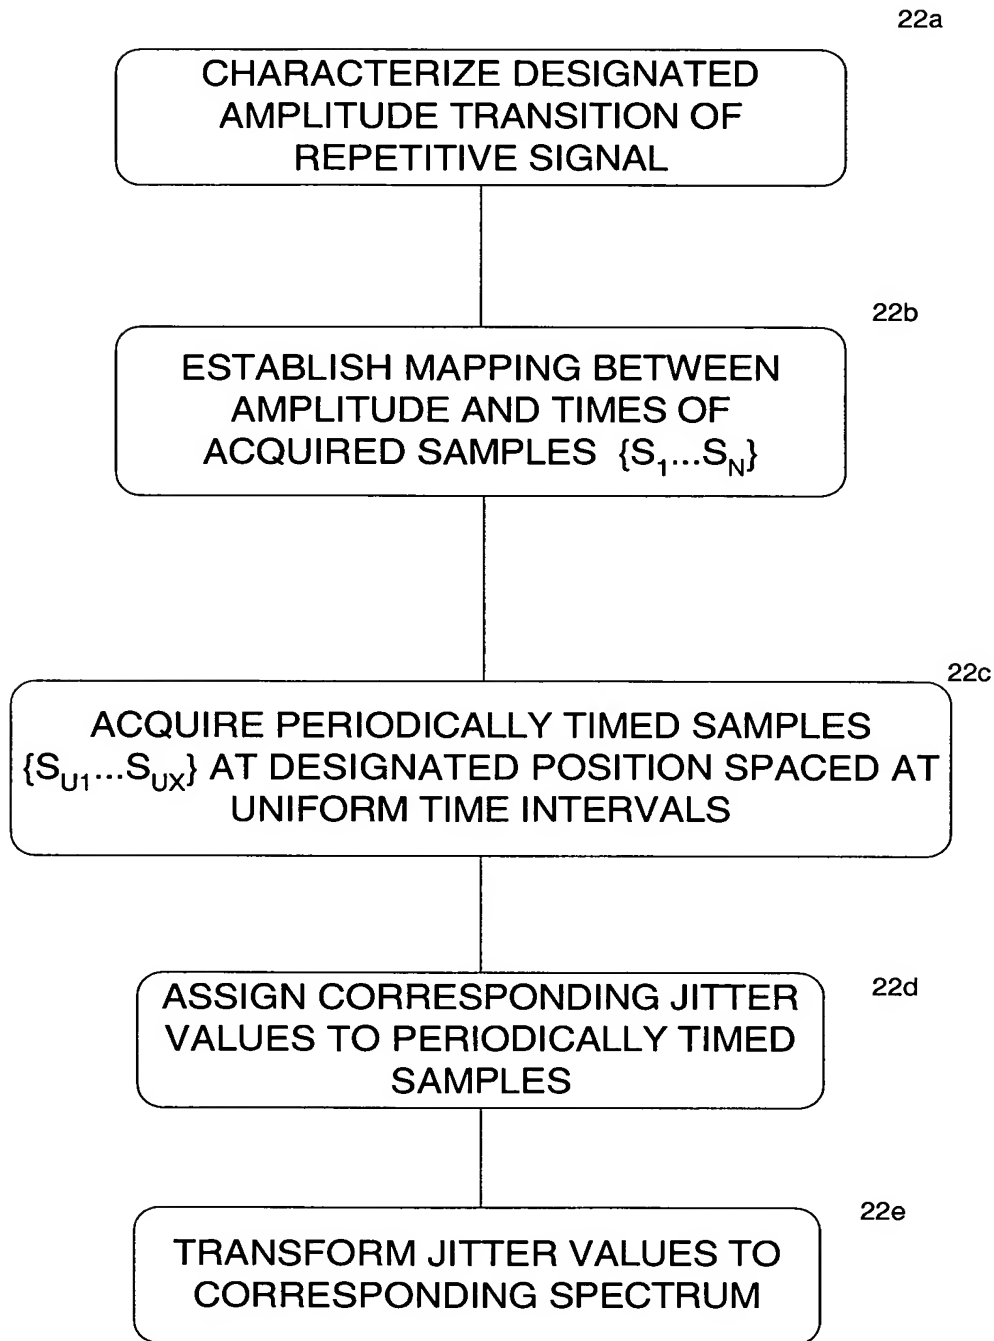 22a
CHARACTERIZE DESIGNATED
AMPLITUDE TRANSITION OF
REPETITIVE SIGNAL
22b
ESTABLISH MAPPING BETWEEN
AMPLITUDE AND TIMES OF
ACQUIRED SAMPLES {S1...SN}
22c
ACQUIRE PERIODICALLY TIMED SAMPLES
{SU1...SUX} AT DESIGNATED POSITION SPACED AT
UNIFORM TIME INTERVALS
22d
ASSIGN CORRESPONDING JITTER
VALUES TO PERIODICALLY TIMED
SAMPLES
22e
TRANSFORM JITTER VALUES TO
CORRESPONDING SPECTRUM